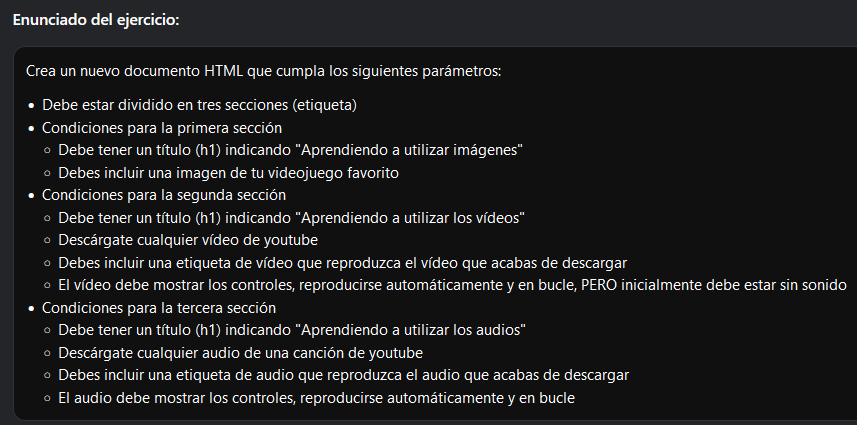 Enunciado del ejercicio:
Crea un nuevo documento HTML que cumpla los siguientes parámetros:
Debe estar dividido en tres secciones (etiqueta)
Condiciones para la primera sección
Debe tener un título (h1) indicando "Aprendiendo a utilizar imágenes"
Debes incluir una imagen de tu videojuego favorito
Condiciones para la segunda sección
Debe tener un título (h1) indicando "Aprendiendo a utilizar los vídeos"
Descárgate cualquier vídeo de youtube
Debes incluir una etiqueta de vídeo que reproduzca el vídeo que acabas de descargar
El vídeo debe mostrar los controles, reproducirse automáticamente y en bucle, PERO inicialmente debe estar sin sonido
Condiciones para la tercera sección
Debe tener un título (h1) indicando "Aprendiendo a utilizar los audios"
Descárgate cualquier audio de una canción de youtube
Debes incluir una etiqueta de audio que reproduzca el audio que acabas de descargar
El audio debe mostrar los controles, reproducirse automáticamente y en bucle